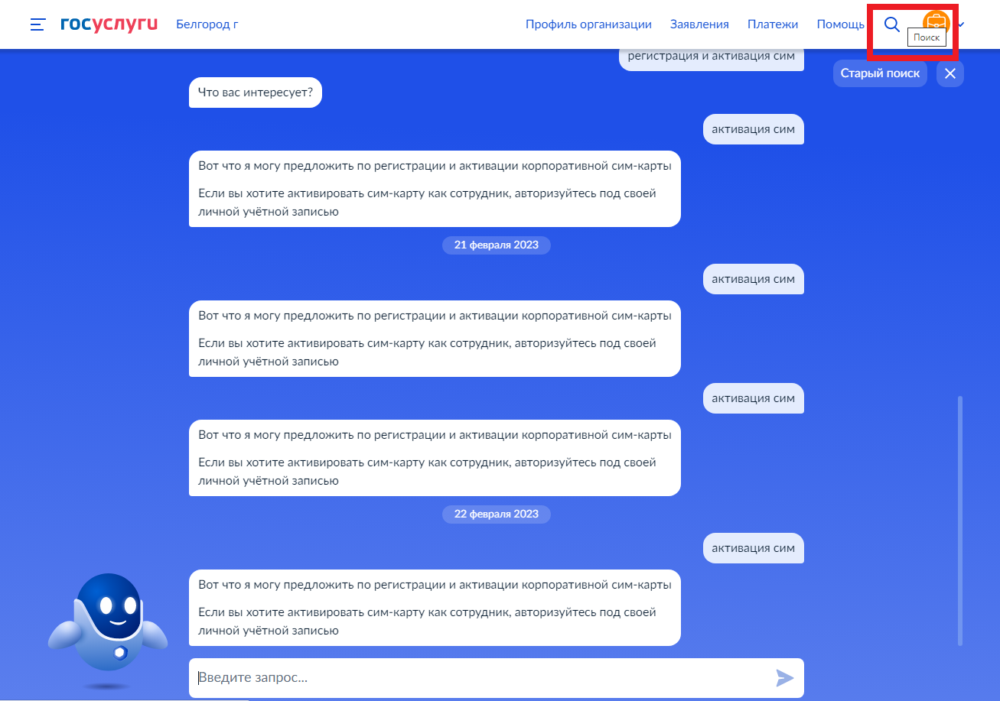 госуслуги Белгород г Профиль организации Заявления Платежи Помощь
Поиск
регистрация и активация сим
Старый поиск
Что вас интересует?
активация сим
Вот что я могу предложить по регистрации и активации корпоративной сим-карты
Если вы хотите активировать сим-карту как сотрудник, авторизуйтесь под своей
личной учётной записью
21 февраля 2023
активация сим
Вот что я могу предложить по регистрации и активации корпоративной сим-карты
Если вы хотите активировать сим-карту как сотрудник, авторизуйтесь под своей
личной учётной записью
активация сим
Вот что я могу предложить по регистрации и активации корпоративной сим-карты
Если вы хотите активировать сим-карту как сотрудник, авторизуйтесь под своей
личной учётной записью
22 февраля 2023
активация сим
Вот что я могу предложить по регистрации и активации корпоративной сим-карты
Если вы хотите активировать сим-карту как сотрудник, авторизуйтесь под своей
личной учётной записью
Введите запрос...